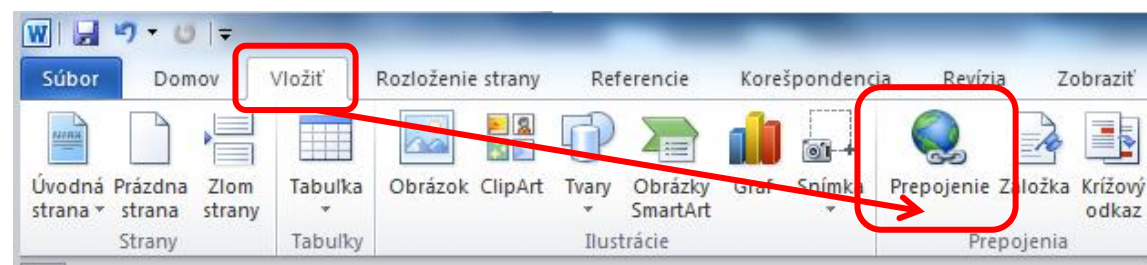 W
Súbor Domov Vložiť Rozloženie strany Referencie Korešpondencia Revízia Zobraziť
Úvodná Prázdna Zlom Tabuľka Obrázok ClipArt Tvary Obrázky Graf Snímka Prepojenie Záložka Krížový
strana strana strany SmartArt odkaz
Strany Tabuľky Ilustrácie Prepojenia